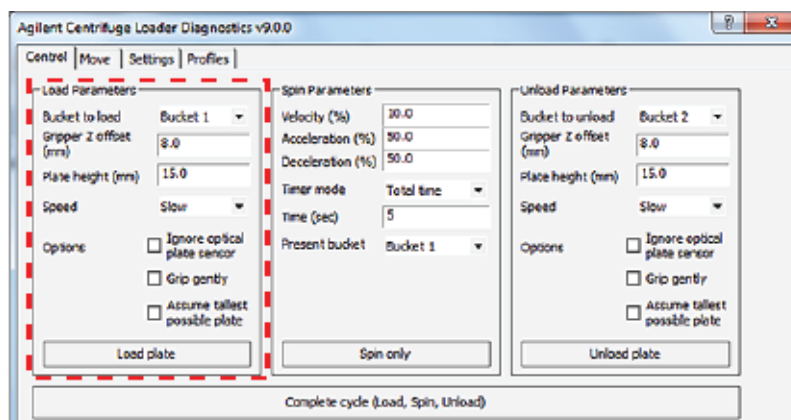 Agilent Centrifuge Loader Diagnostics v9.0.0
Control Move Settings Profiles
Load Parameters
Bucket to load Bucket 1
Gripper Z offset (mm) 8.0
Plate height (mm) 15.0
Speed Slow
Options
Ignore optical
plate sensor
Grip gently
Assume tallest
possible plate
Load plate
Spin Parameters
Velocity (%) 10.0
Acceleration (%) 50.0
Deceleration (%) 50.0
Timer mode Total time
Time (sec) 5
Present bucket Bucket 1
Spin only
Unload Parameters
Bucket to unload Bucket 2
Gripper Z offset (mm) 8.0
Plate height (mm) 15.0
Speed Slow
Options
Ignore optical
plate sensor
Grip gently
Assume tallest
possible plate
Unload plate
Complete cycle (Load, Spin, Unload)